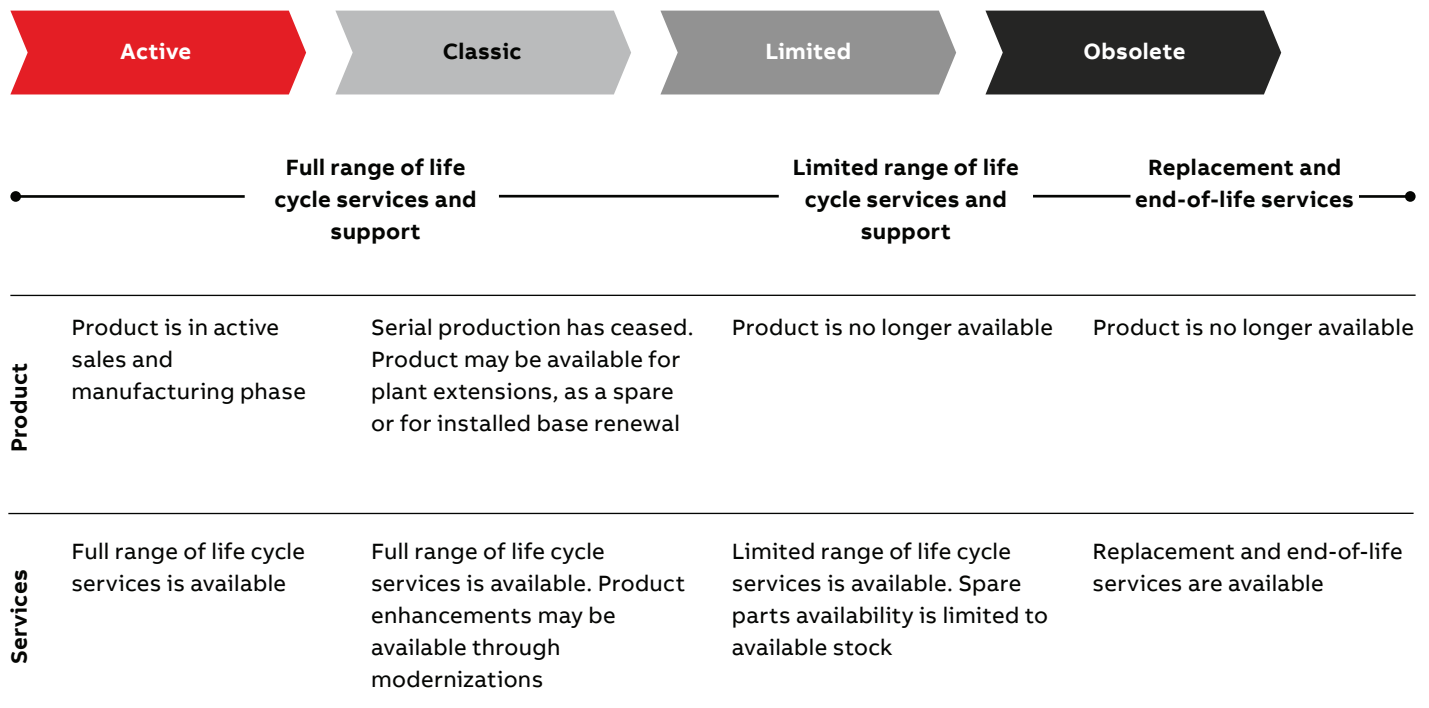 Active
Classic
Limited
Obsolete
Full range of life
cycle services and
support
Limited range of life
cycle services and
support
Replacement and
end-of-life services
Product
Product is in active
sales and
manufacturing phase
Serial production has ceased.
Product may be available for
plant extensions, as a spare
or for installed base renewal
Product is no longer available
Product is no longer available
Services
Full range of life cycle
services is available
Full range of life cycle
services is available. Product
enhancements may be
available through
modernizations
Limited range of life cycle
services is available. Spare
parts availability is limited to
available stock
Replacement and end-of-life
services are available